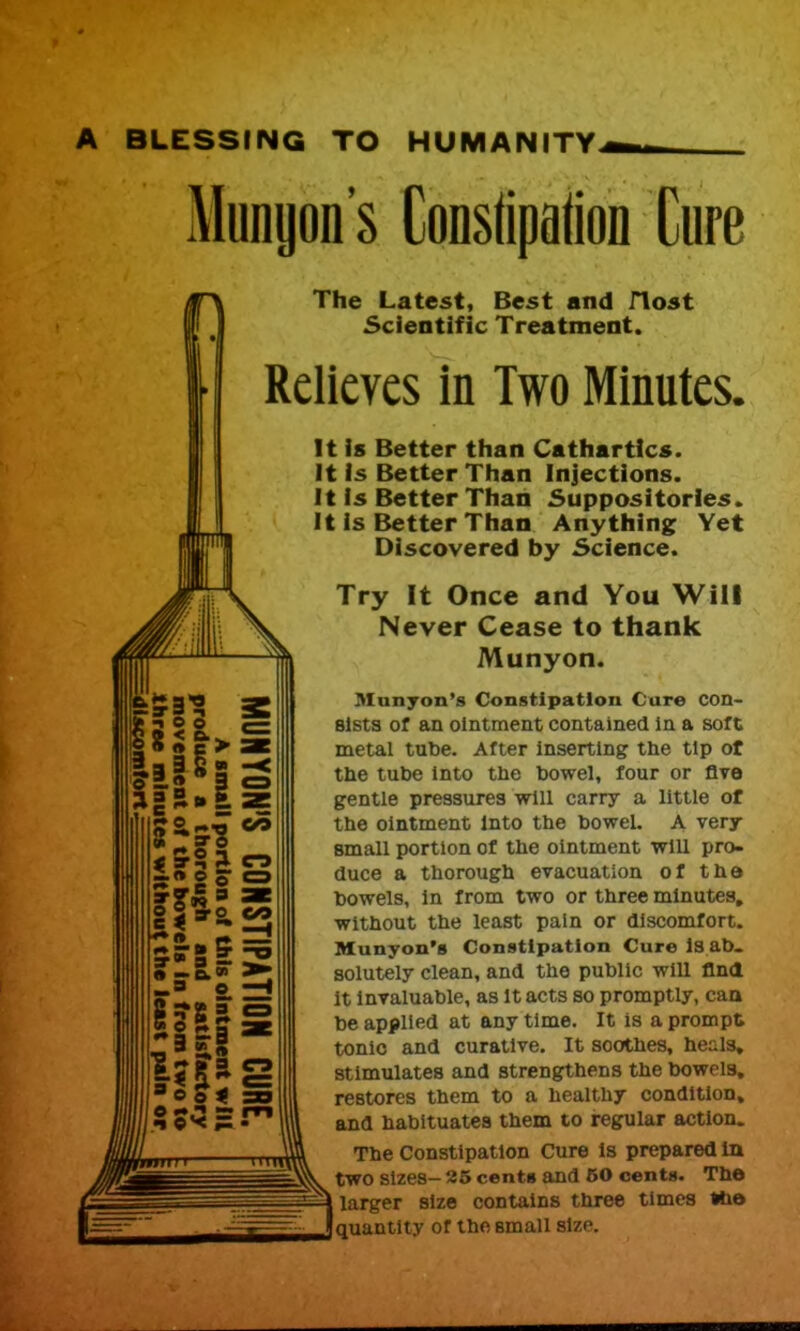 A BLESSING TO HUMANITY
Munyon's Constipation Cure
The Latest, Best and Most
Scientific Treatment.
Relieves in Two Minutes.
It is Better than Cathartics.
It is Better Than Injections.
It is Better Than Suppositories.
It is Better Than Anything Yet
Discovered by Science.
Try It Once and You Will
Never Cease to thank
Munyon.
Munyon's Constipation Cure con-
sists of an ointment contained in a soft
metal tube. After inserting the tip of
the tube into the bowel, four or five
gentle pressures will carry a little of
the ointment into the bowel. A very
small portion of the ointment will pro-
duce a thorough evacuation of the
bowels, in from two or three minutes,
without the least pain or discomfort.
Munyon's Constipation Cure is ab-
solutely clean, and the public will find
it invaluable, as it acts so promptly, can
be applied at any time. It is a prompt
tonic and curative. It soothes, heals,
stimulates and strengthens the bowels,
restores them to a healthy condition,
and habituates them to regular action.
The Constipation Cure is prepared in
two sizes—25 cents and 50 cents. The
larger size contains three times the
quantity of the small size.
MUNYON'S CONSTIPATION CURE.
A small portion of this ointment will
produce a thorough and satisfactory
movement of the bowels in from two to
three minutes without the least pain or
discomfort.